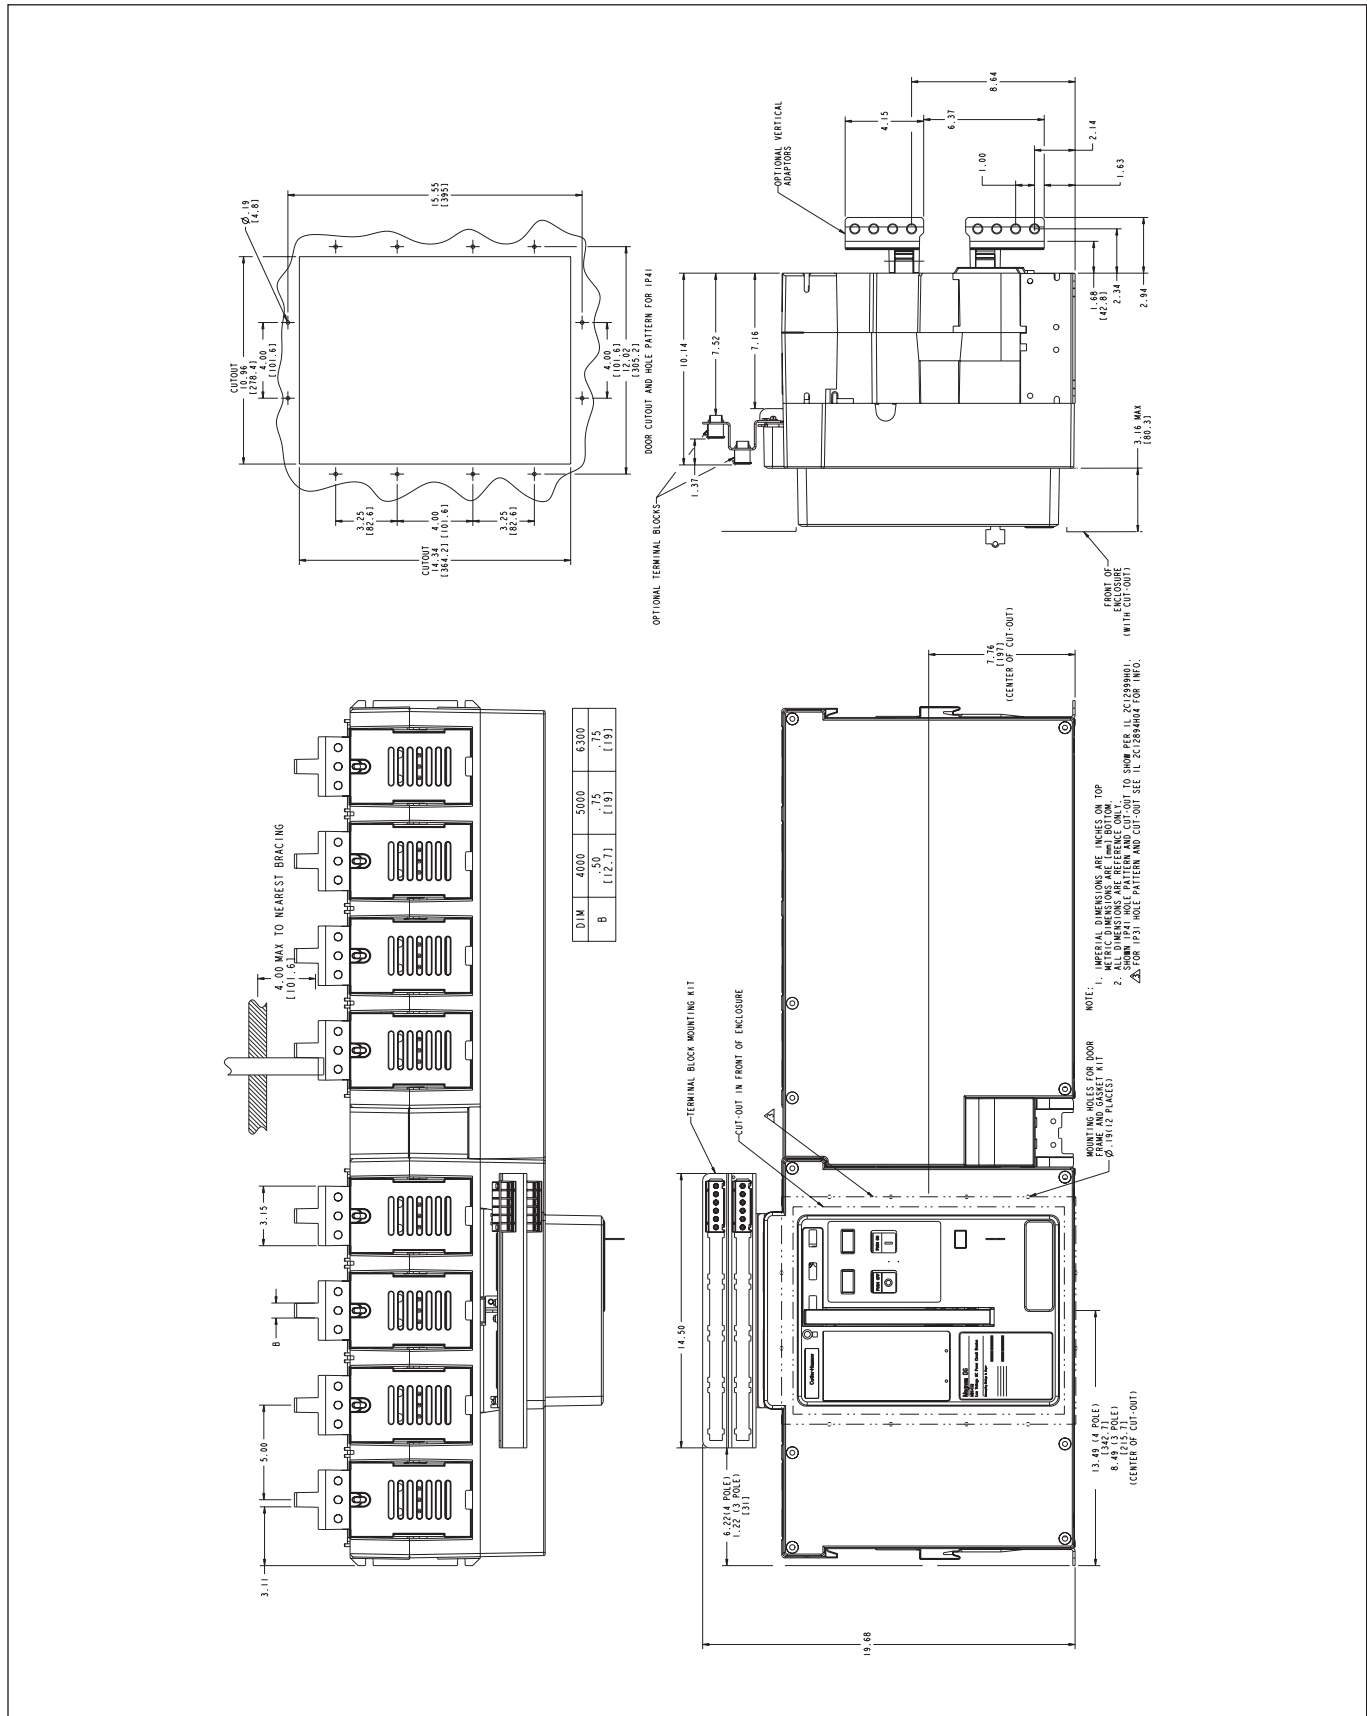 Ø.19
[4.8]
15.55
[395]
CUTOUT
10.96
[278.4]
4.00
[101.6]
4.00
[101.6]
12.02
[305.2]
3.25
[82.6]
4.00
[101.6]
3.25
[82.6]
CUTOUT
14.34
[364.2]
DOOR CUTOUT AND HOLE PATTERN FOR IP41
OPTIONAL VERTICAL
ADAPTORS
4.15
6.37
8.64
1.00
2.14
1.63
1.68
[42.8]
2.34
2.94
10.14
7.52
7.16
1.37
OPTIONAL TERMINAL BLOCKS
3.16 MAX
[80.3]
FRONT OF
ENCLOSURE
(WITH CUT-OUT)
4.00 MAX TO NEAREST BRACING
[101.6]
3.15
B
5.00
3.11
DIM 4000 5000 6300
B .50 .75 .75
[12.7] [19] [19]
7.76
[197]
(CENTER OF CUT-OUT)
TERMINAL BLOCK MOUNTING KIT
CUT-OUT IN FRONT OF ENCLOSURE
3
14.50
6.22(4 POLE)
1.22 (3 POLE)
[31]
19.68
PUSH ON
PUSH OFF
Cutler-Hammer
Magnum DS
MOUNTING HOLES FOR DOOR
FRAME AND GASKET KIT
Ø.19(12 PLACES)
13.49 (4 POLE)
[342.7]
8.49 (3 POLE)
[215.7]
(CENTER OF CUT-OUT)
NOTE:
1. IMPERIAL DIMENSIONS ARE INCHES ON TOP
METRIC DIMENSIONS ARE [mm] BOTTOM.
2. ALL DIMENSIONS ARE REFERENCE ONLY.
SHOWN IP41 HOLE PATTERN AND CUT-OUT TO SHOW PER IL 2C12999H01.
3 FOR IP31 HOLE PATTERN AND CUT-OUT SEE IL 2C12894H04 FOR INFO.